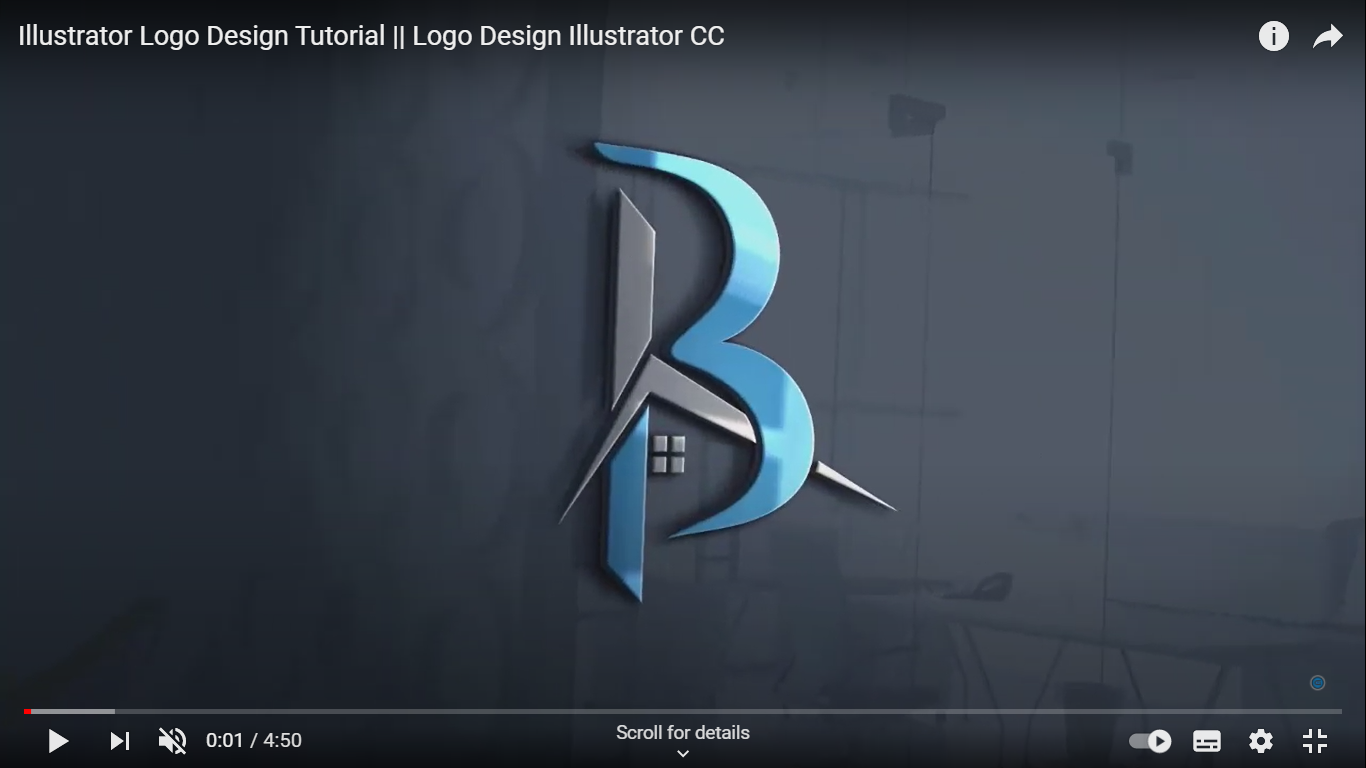 Illustrator Logo Design Tutorial || Logo Design Illustrator CC
B
0:01 / 4:50
Scroll for details